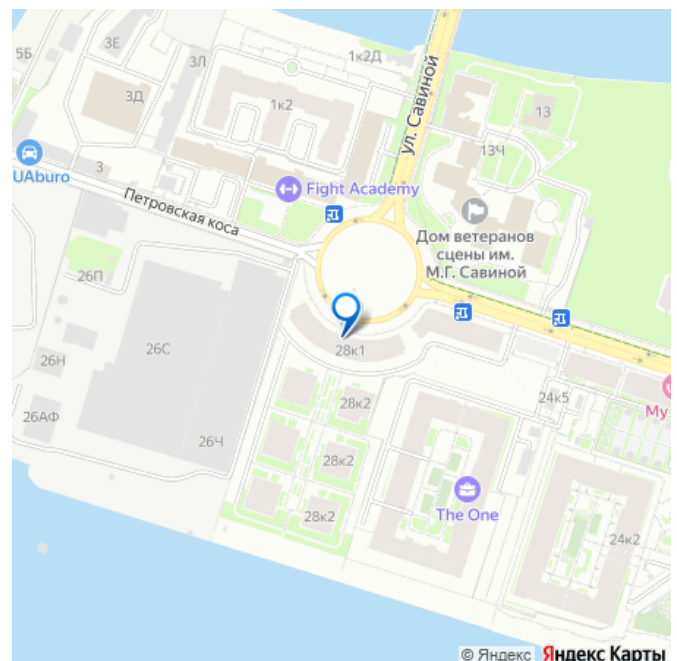 5Б
3Е
3Л
1к2Д
3Д
1к2
ул. Савиной
13
13Ч
UAburo
3
Fight Academy
Петровская коса
Дом ветеранов
сцены им.
М.Г. Савиной
26П
26С
28к1
26Н
28к2
24к5
My
26АФ
26Ч
28к2
The One
28к2
24к2
© Яндекс Яндекс Карты